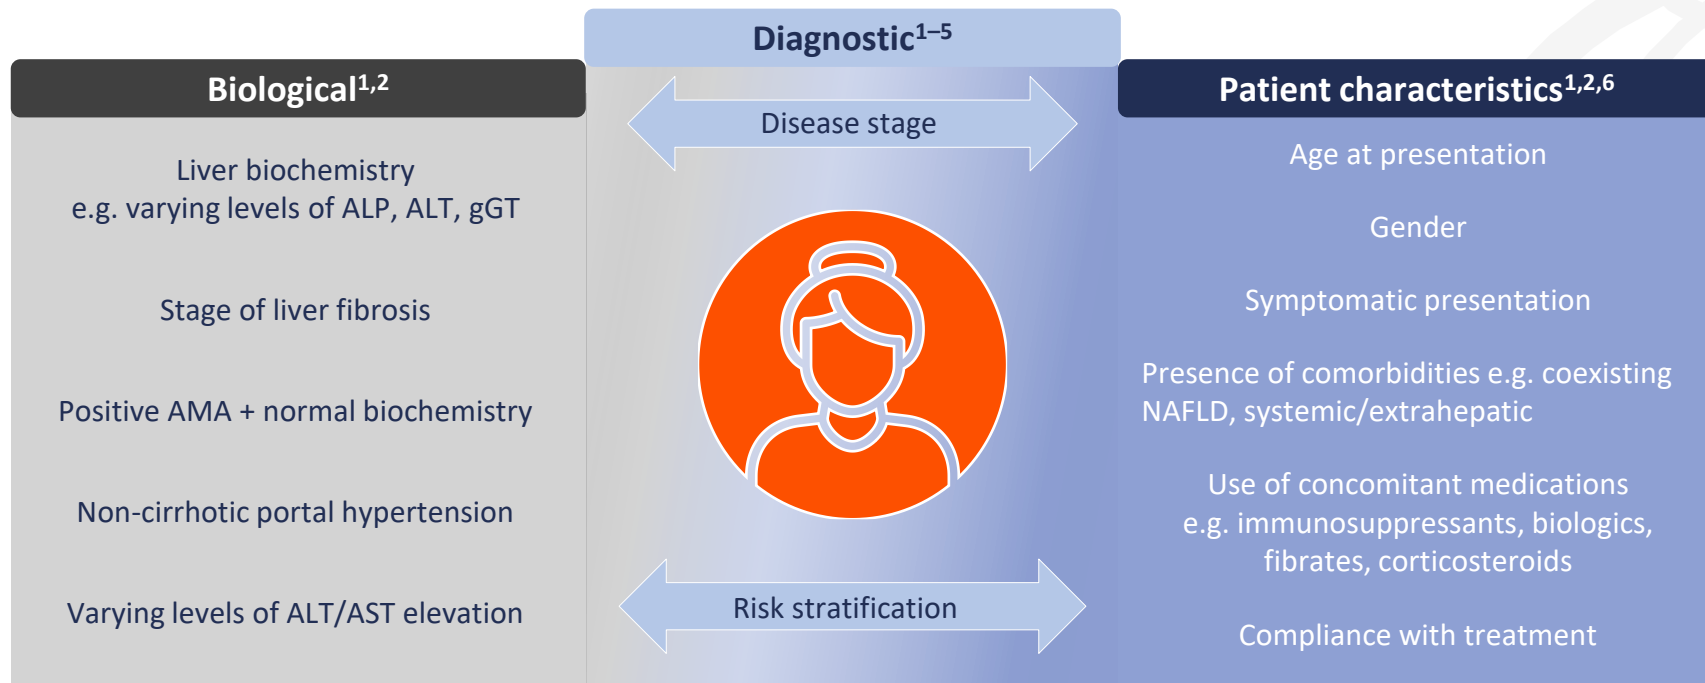 Diagnostic¹⁻⁵
Biological¹,²
Liver biochemistry
e.g. varying levels of ALP, ALT, gGT
Stage of liver fibrosis
Positive AMA + normal biochemistry
Non-cirrhotic portal hypertension
Varying levels of ALT/AST elevation
Disease stage
Risk stratification
Patient characteristics¹,²,⁶
Age at presentation
Gender
Symptomatic presentation
Presence of comorbidities e.g. coexisting
NAFLD, systemic/extrahepatic
Use of concomitant medications
e.g. immunosuppressants, biologics,
fibrates, corticosteroids
Compliance with treatment